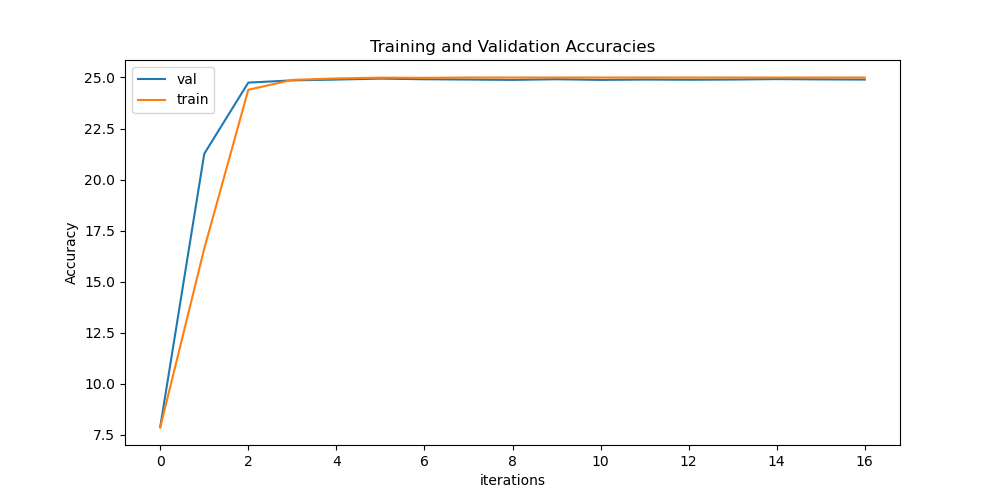 Training and Validation Accuracies
val
train
Accuracy
25.0
22.5
20.0
17.5
15.0
12.5
10.0
7.5
0 2 4 6 8 10 12 14 16
iterations